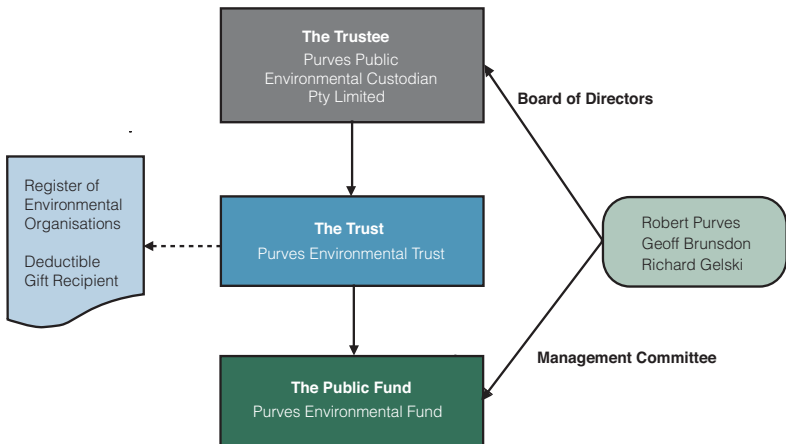 The Trustee
Purves Public
Environmental Custodian
Pty Limited
Board of Directors
Register of
Environmental
Organisations
Deductible
Gift Recipient
The Trust
Purves Environmental Trust
Robert Purves
Geoff Brunsdon
Richard Gelski
Management Committee
The Public Fund
Purves Environmental Fund